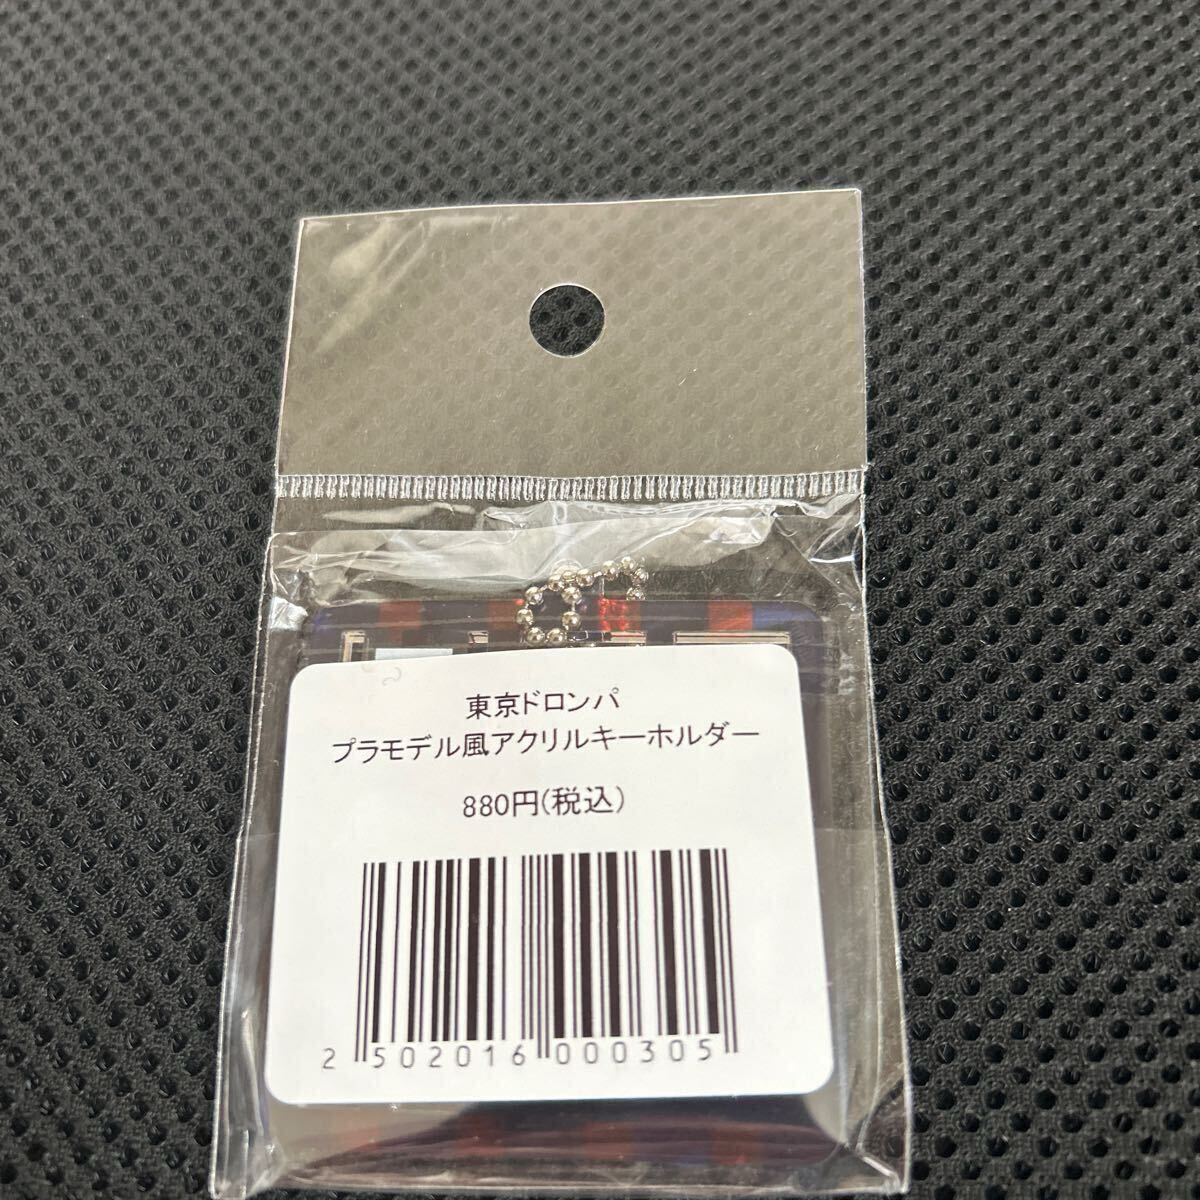 東京ドロンパ
プラモデル風アクリルキーホルダー
880円(税込)
2 502016 000305